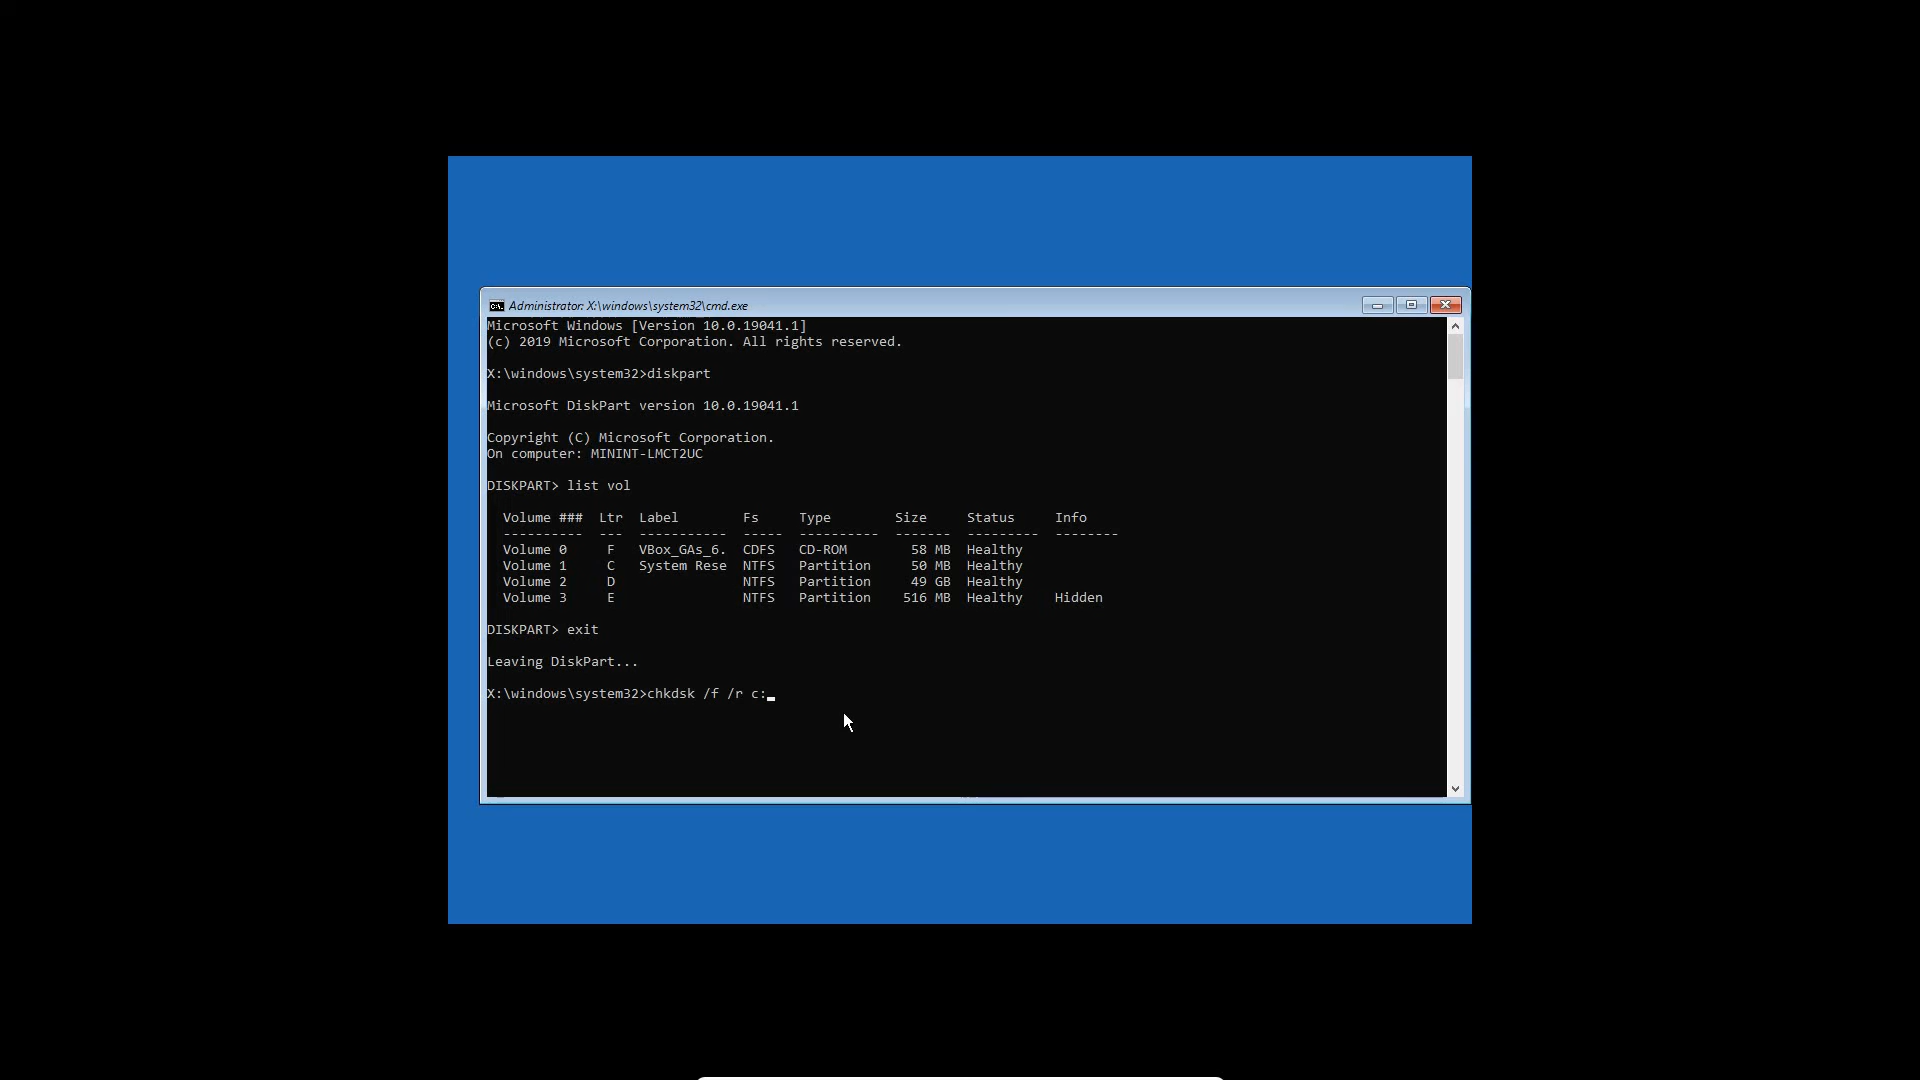 Administrator: X:\windows\system32\cmd.exe
Microsoft Windows [Version 10.0.19041.1]
(c) 2019 Microsoft Corporation. All rights reserved.
X:\windows\system32>diskpart
Microsoft DiskPart version 10.0.19041.1
Copyright (C) Microsoft Corporation.
On computer: MININT-LMCT2UC
DISKPART> list vol
Volume ###  Ltr  Label        Fs     Type        Size     Status     Info
----------  ---  -----------  -----  ----------  -------  ---------  --------
Volume 0     F   VBox_GAs_6.  CDFS   CD-ROM        58 MB  Healthy
Volume 1     C   System Rese  NTFS   Partition     50 MB  Healthy
Volume 2     D                NTFS   Partition     49 GB  Healthy
Volume 3     E                NTFS   Partition    516 MB  Healthy    Hidden
DISKPART> exit
Leaving DiskPart...
X:\windows\system32>chkdsk /f /r c: